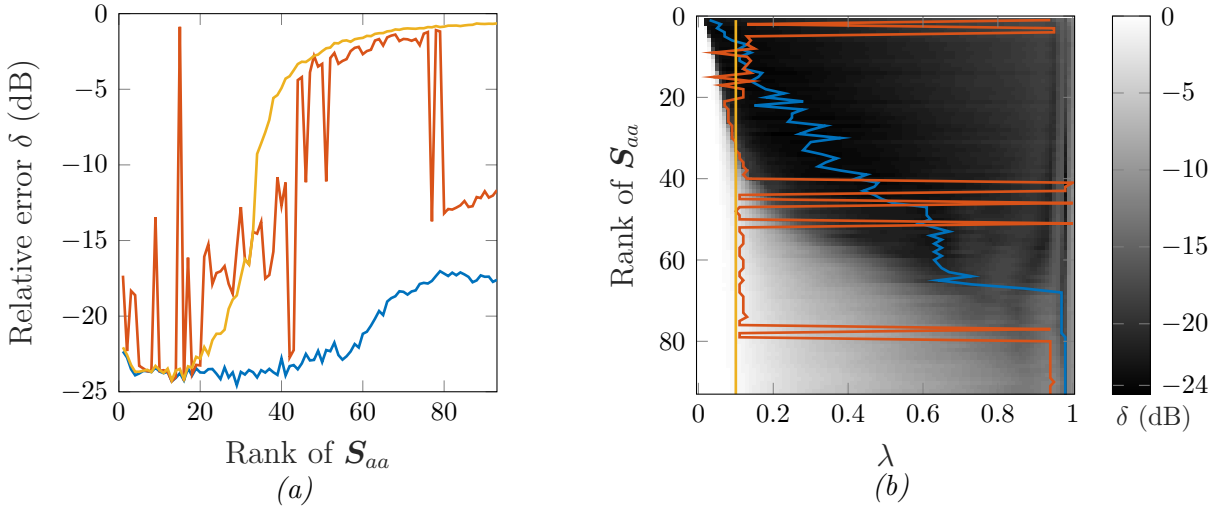 Relative error δ (dB)
0
−5
−10
−15
−20
−25
0 20 40 60 80
Rank of S_aa
(a)
Rank of S_aa
0
20
40
60
80
0 0.2 0.4 0.6 0.8 1
λ
(b)
0
−5
−10
−15
−20
−24
δ (dB)